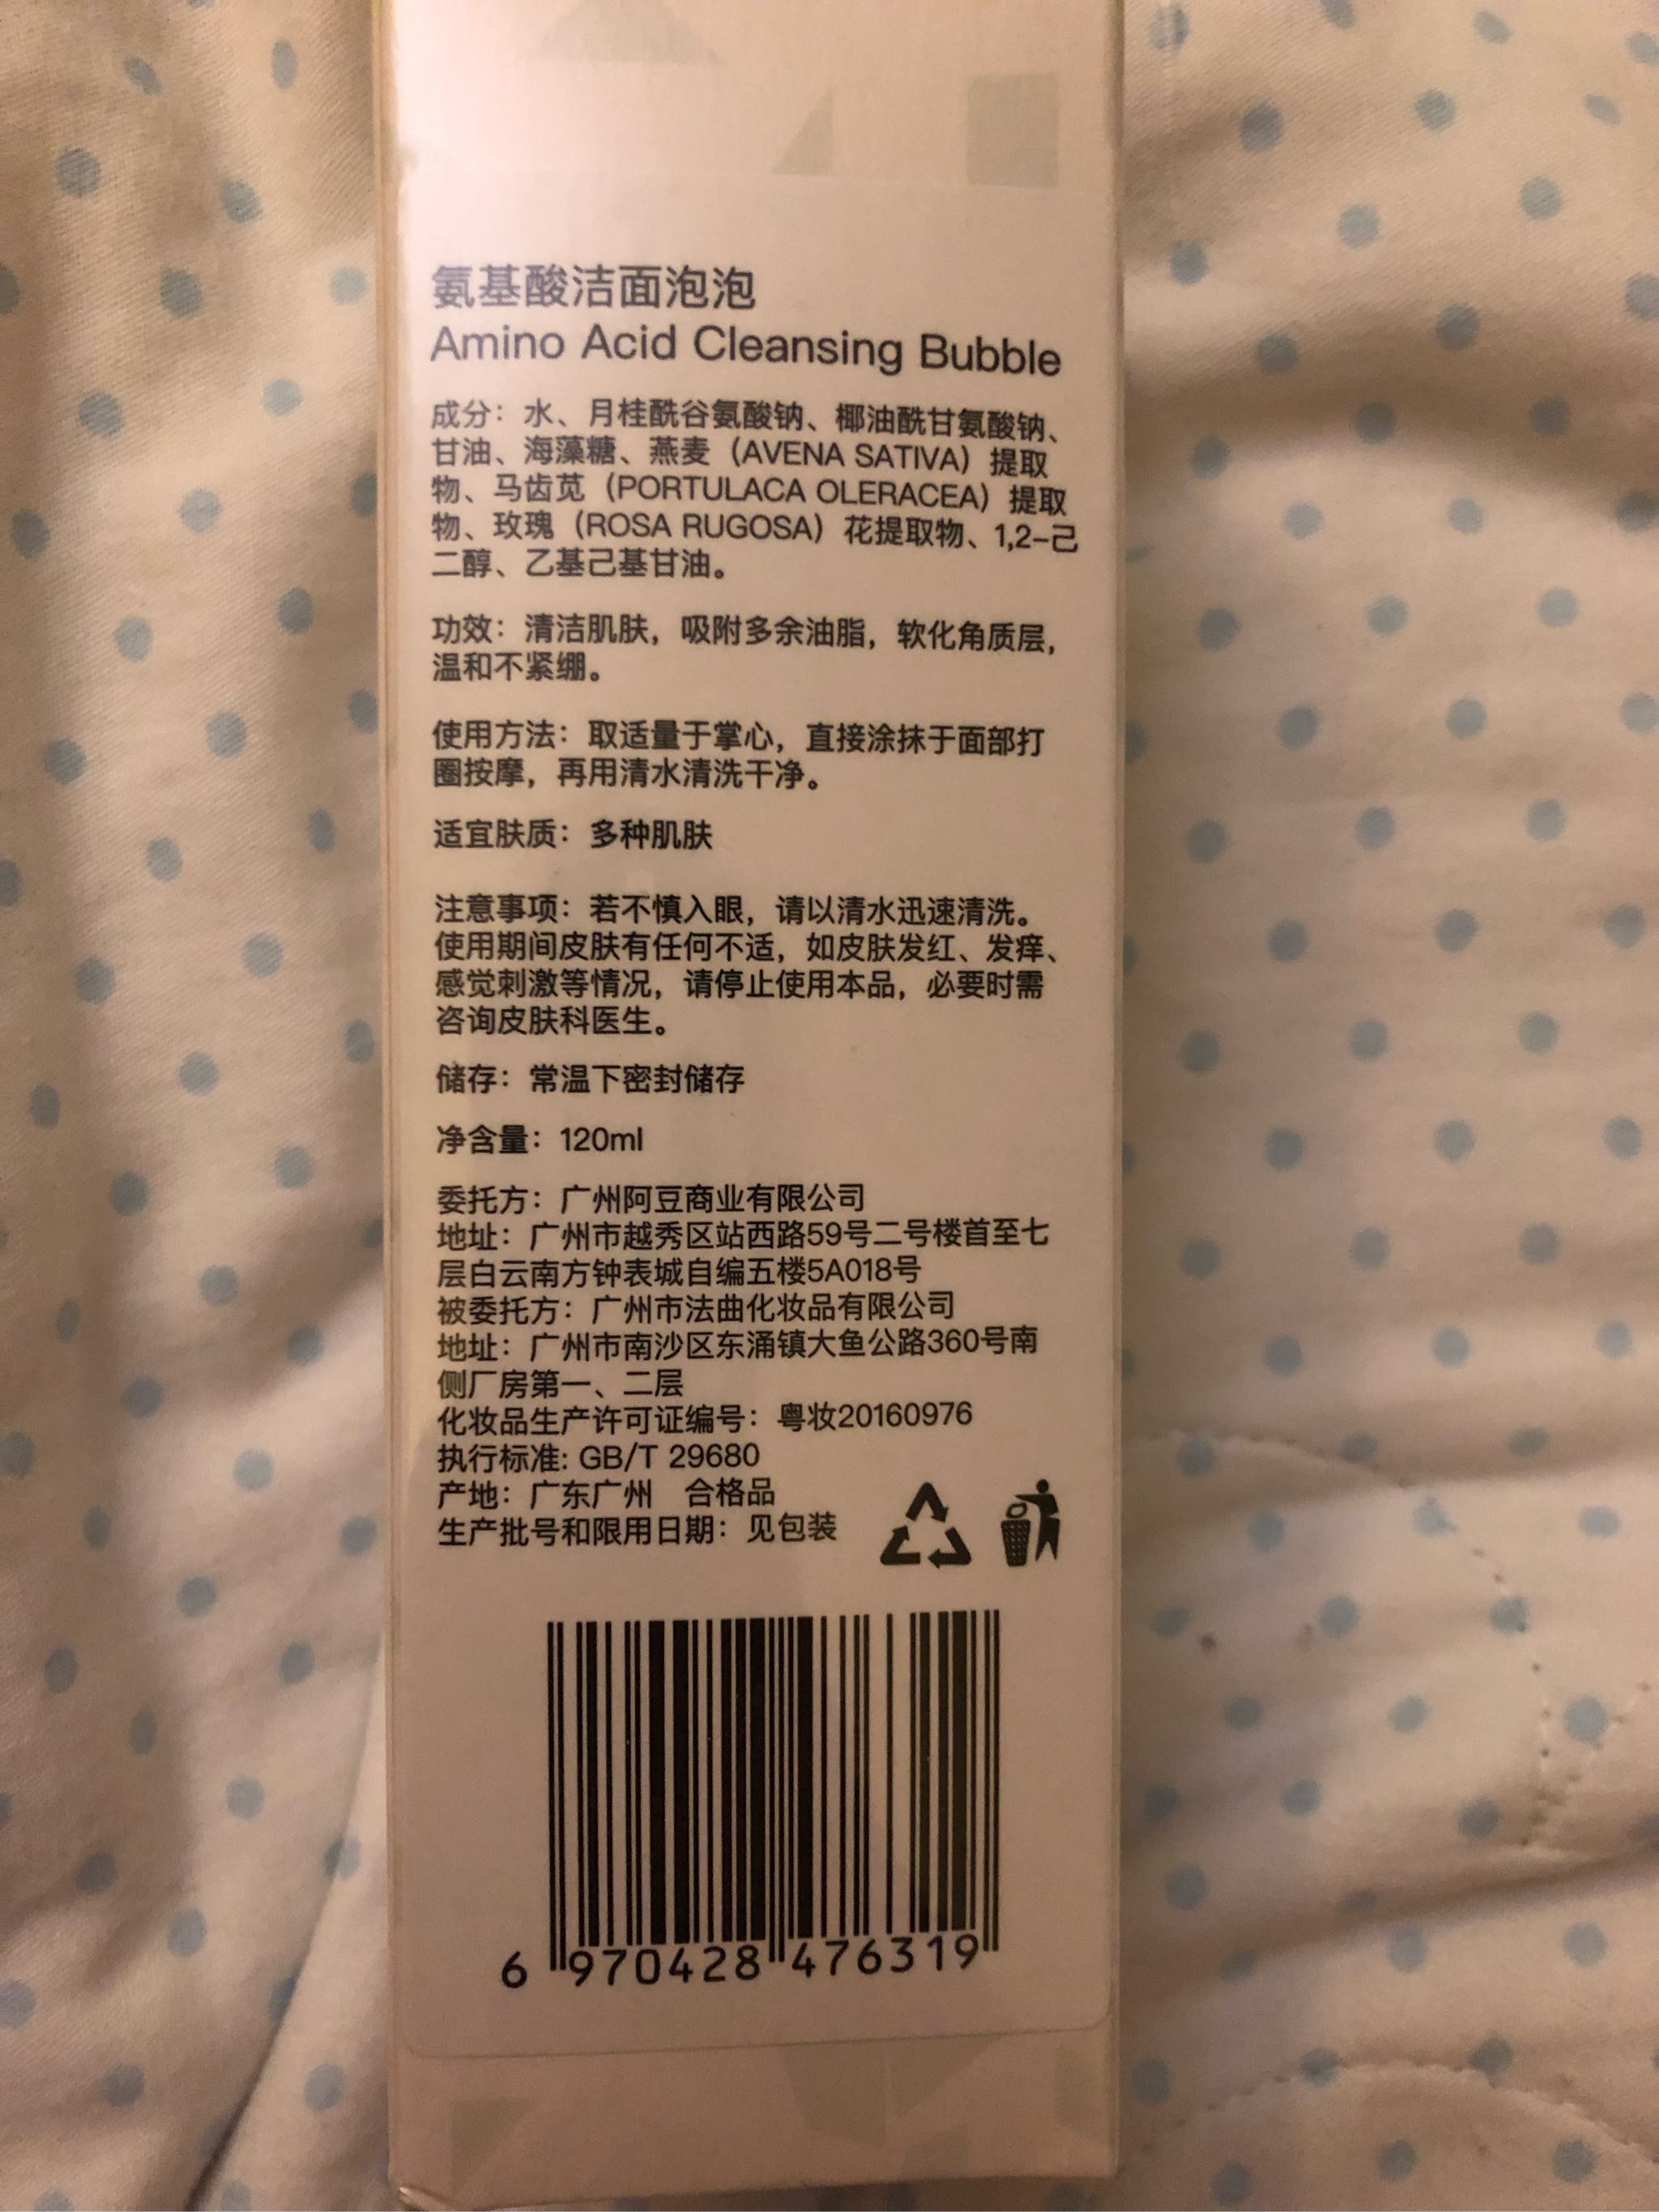 氨基酸洁面泡泡
Amino Acid Cleansing Bubble
成分：水、月桂酰谷氨酸钠、椰油酰甘氨酸钠、
甘油、海藻糖、燕麦（AVENA SATIVA）提取
物、马齿苋（PORTULACA OLERACEA）提取
物、玫瑰（ROSA RUGOSA）花提取物、1,2-己
二醇、乙基己基甘油。
功效：清洁肌肤，吸附多余油脂，软化角质层，
温和不紧绷。
使用方法：取适量于掌心，直接涂抹于面部打
圈按摩，再用清水清洗干净。
适宜肤质：多种肌肤
注意事项：若不慎入眼，请以清水迅速清洗。
使用期间皮肤有任何不适，如皮肤发红、发痒、
感觉刺激等情况，请停止使用本品，必要时需
咨询皮肤科医生。
储存：常温下密封储存
净含量：120ml
委托方：广州阿豆商业有限公司
地址：广州市越秀区站西路59号二号楼首至七
层白云南方钟表城自编五楼5A018号
被委托方：广州市法曲化妆品有限公司
地址：广州市南沙区东涌镇大鱼公路360号南
侧厂房第一、二层
化妆品生产许可证编号：粤妆20160976
执行标准: GB/T 29680
产地：广东广州 合格品
生产批号和限用日期：见包装
6 970428 476319